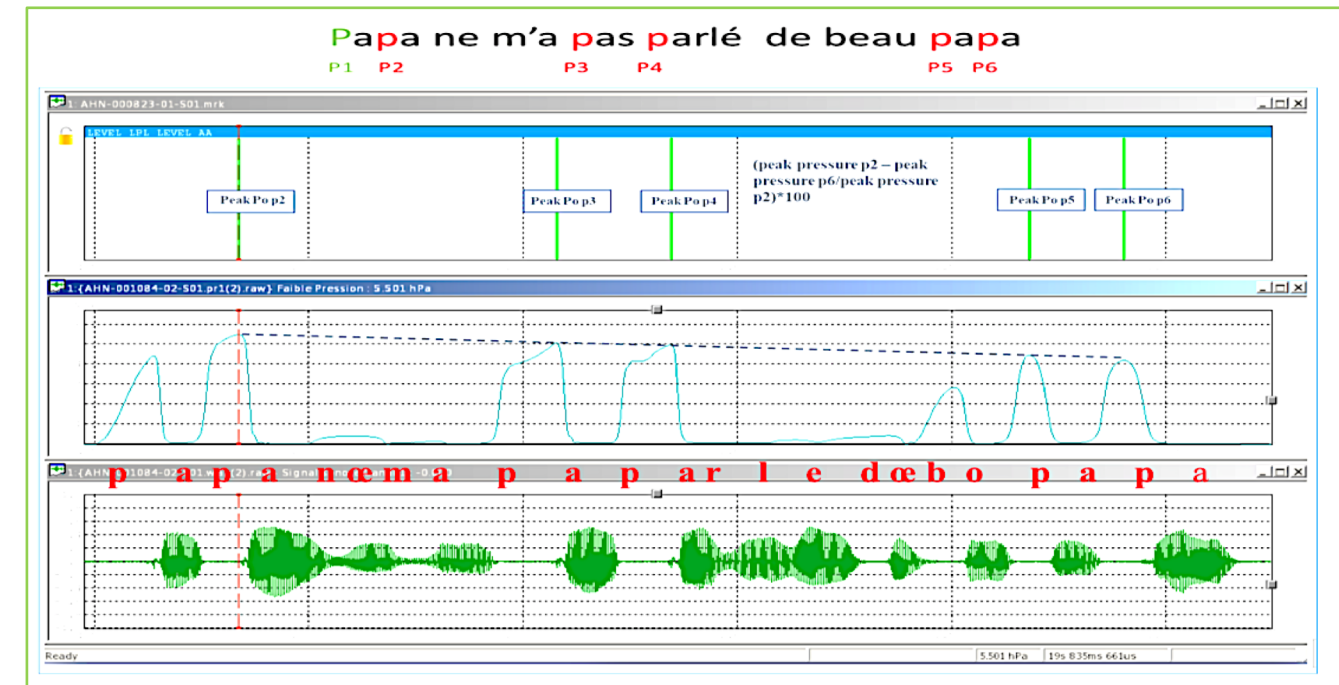 Papa ne m'a pas parlé de beau papa
P1 P2 P3 P4 P5 P6
1: AHN-000823-01-S01.mrk
LEVEL LPL LEVEL AA
(peak pressure p2 – peak
pressure p6/peak pressure
p2)*100
Peak Po p2
Peak Po p3
Peak Po p4
Peak Po p5
Peak Po p6
1:{AHN-001084-02-S01.pr1(2).raw} Faible Pression : 5.501 hPa
p a p a n œ m a p a p a r l e d œ b o p a p a
Ready
5.501 hPa
19s 835ms 661us